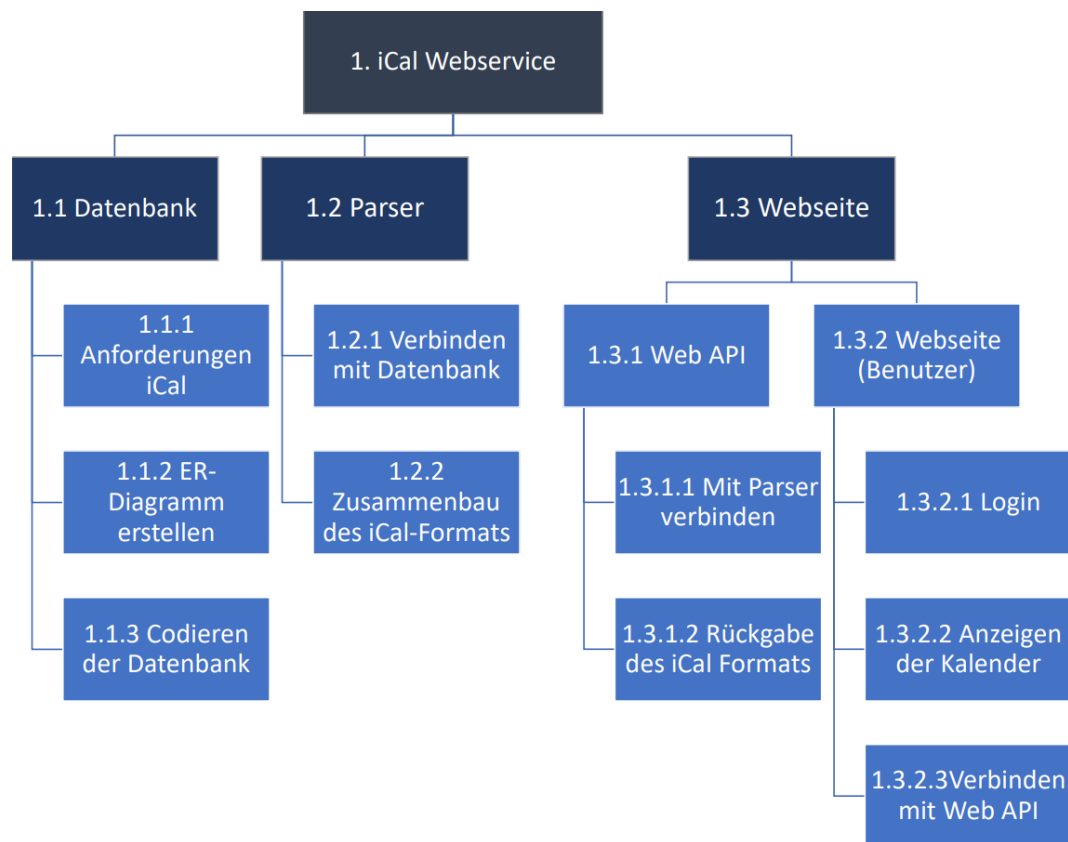 1. iCal Webservice
1.1 Datenbank
1.2 Parser
1.3 Webseite
1.1.1
Anforderungen
iCal
1.2.1 Verbinden
mit Datenbank
1.3.1 Web API
1.3.2 Webseite
(Benutzer)
1.1.2 ER-
Diagramm
erstellen
1.2.2
Zusammenbau
des iCal-Formats
1.3.1.1 Mit Parser
verbinden
1.3.2.1 Login
1.1.3 Codieren
der Datenbank
1.3.1.2 Rückgabe
des iCal Formats
1.3.2.2 Anzeigen
der Kalender
1.3.2.3Verbinden
mit Web API